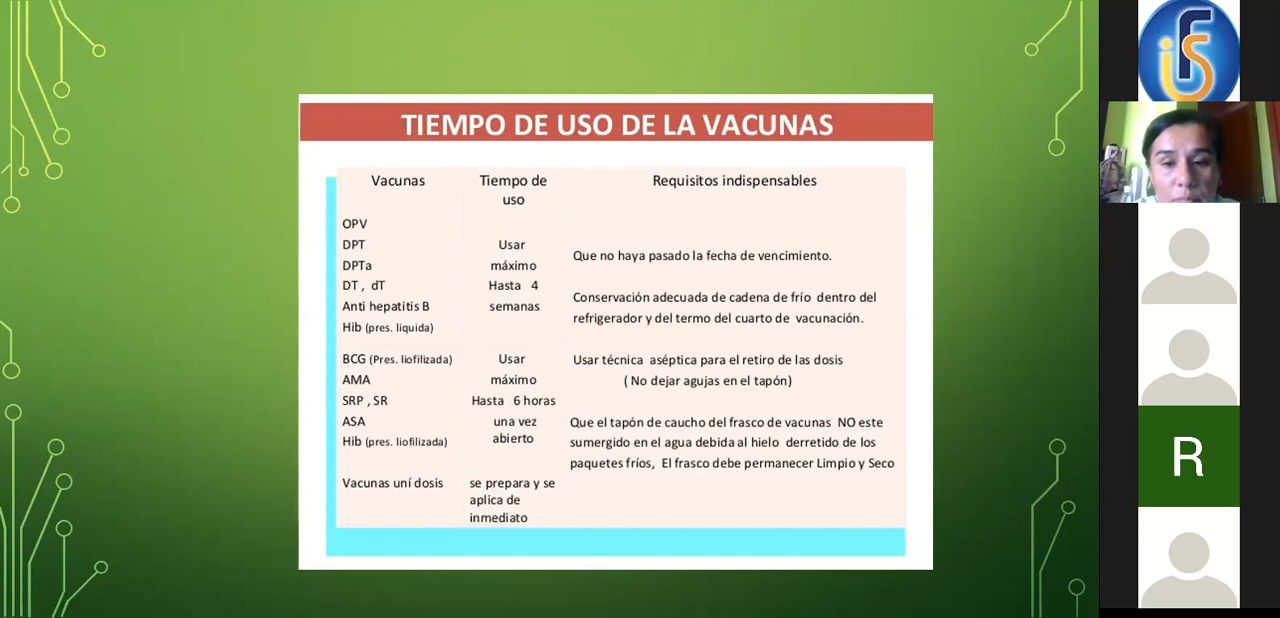 TIEMPO DE USO DE LA VACUNAS
Vacunas
Tiempo de
uso
Requisitos indispensables
OPV
DPT
DPTa
DT , dT
Anti hepatitis B
Hib (pres. liquida)
Usar
máximo
Hasta 4
semanas
BCG (Pres. liofilizada)
AMA
SRP , SR
ASA
Hib (pres. liofilizada)
Usar
máximo
Hasta 6 horas
una vez
abierto
Vacunas uní dosis
se prepara y se
aplica de
inmediato
Que no haya pasado la fecha de vencimiento.
Conservación adecuada de cadena de frío dentro del
refrigerador y del termo del cuarto de vacunación.
Usar técnica aséptica para el retiro de las dosis
( No dejar agujas en el tapón)
Que el tapón de caucho del frasco de vacunas NO este
sumergido en el agua debida al hielo derretido de los
paquetes fríos, El frasco debe permanecer Limpio y Seco
iFS
R